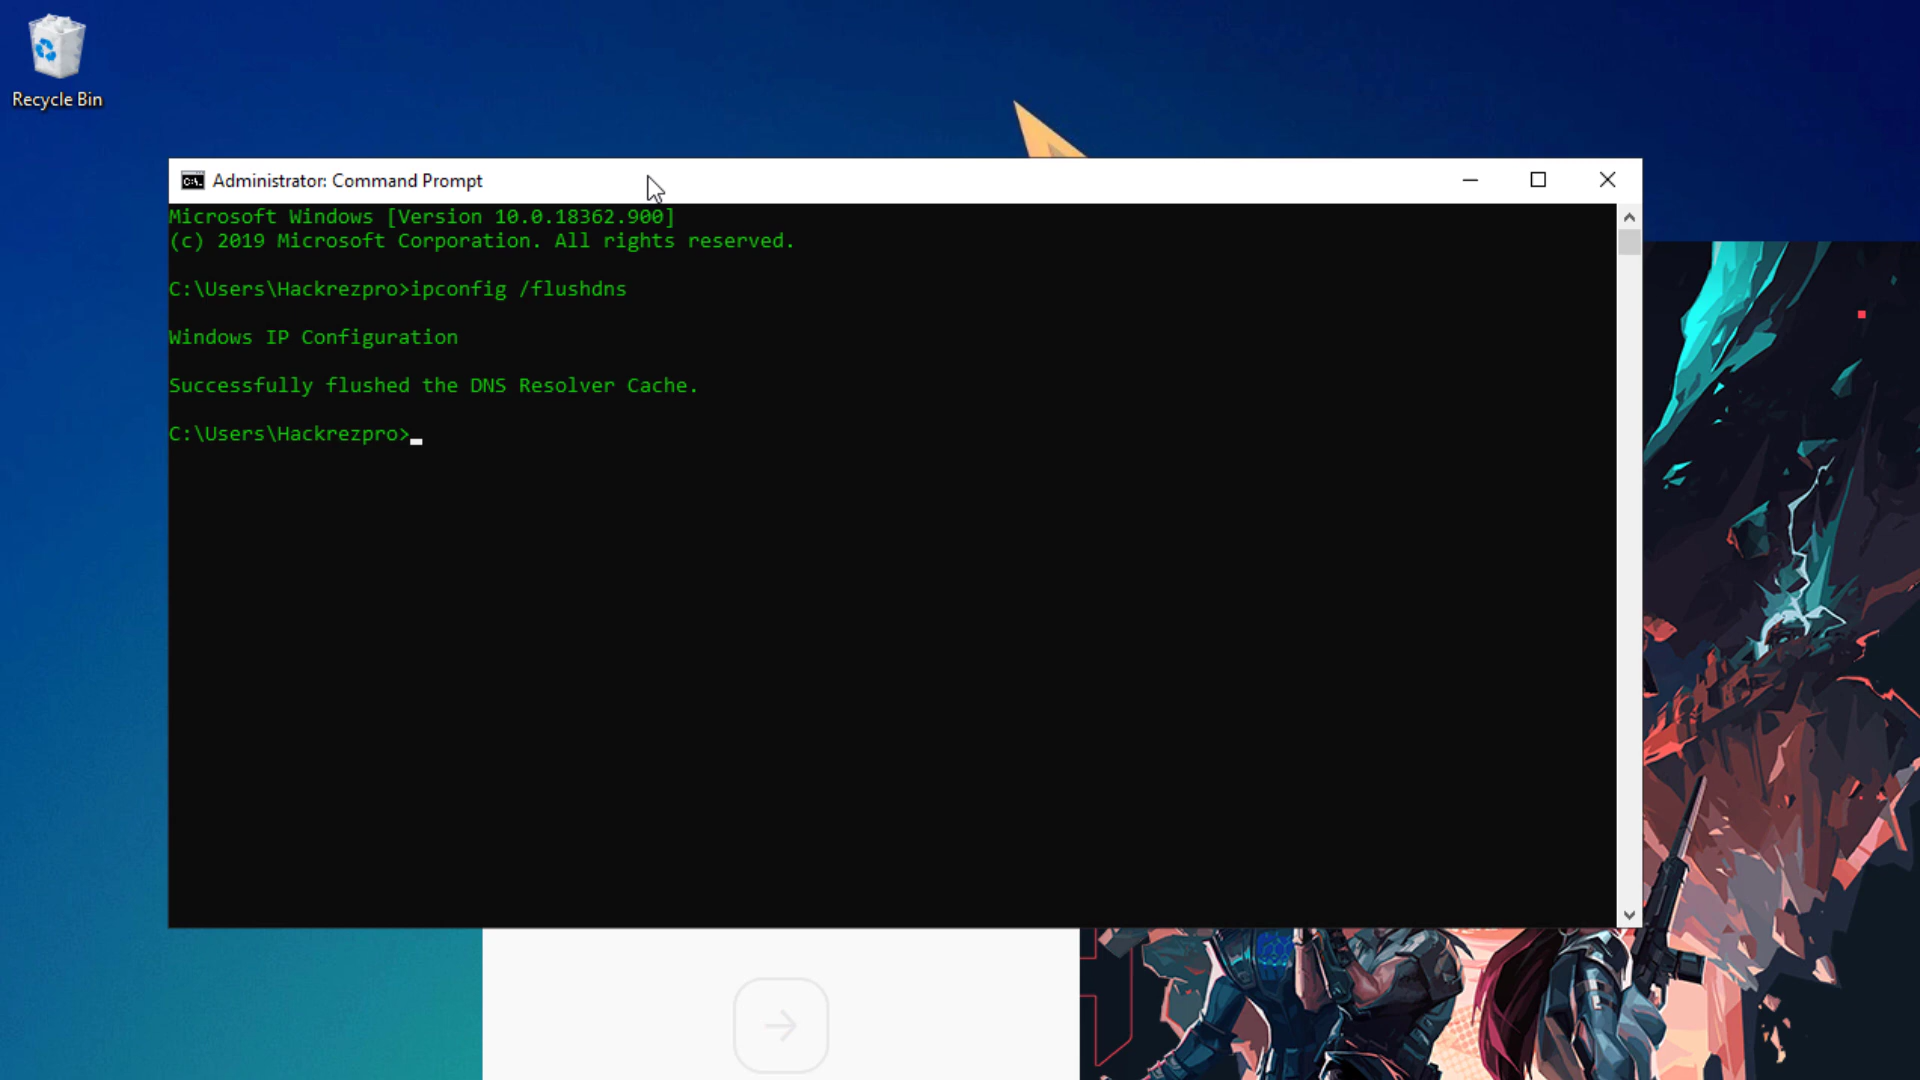 Recycle Bin
Administrator: Command Prompt
Microsoft Windows [Version 10.0.18362.900]
(c) 2019 Microsoft Corporation. All rights reserved.
C:\Users\Hackrezpro>ipconfig /flushdns
Windows IP Configuration
Successfully flushed the DNS Resolver Cache.
C:\Users\Hackrezpro>